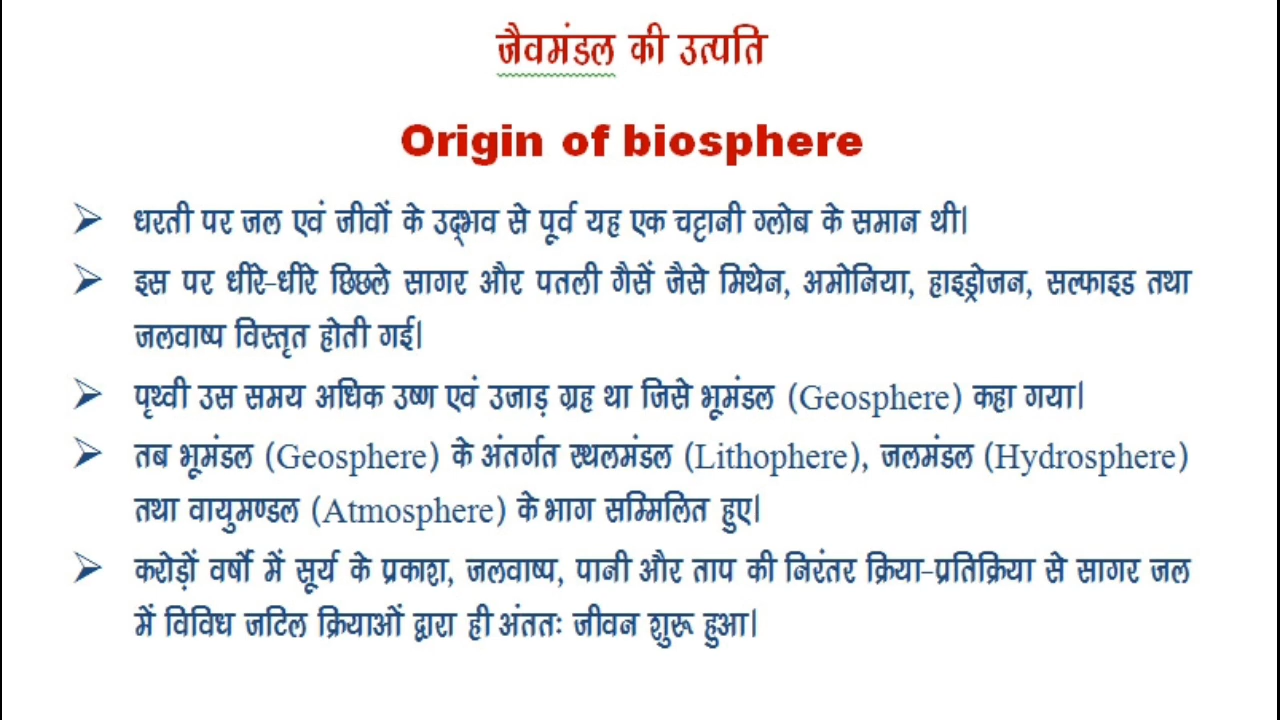 जैवमंडल की उत्पति
Origin of biosphere
➢ धरती पर जल एवं जीवों के उद्भव से पूर्व यह एक चट्टानी ग्लोब के समान थी।
➢ इस पर धीरे-धीरे छिछले सागर और पतली गैसें जैसे मिथेन, अमोनिया, हाइड्रोजन, सल्फाइड तथा
जलवाष्प विस्तृत होती गई।
➢ पृथ्वी उस समय अधिक उष्ण एवं उजाड़ ग्रह था जिसे भूमंडल (Geosphere) कहा गया।
➢ तब भूमंडल (Geosphere) के अंतर्गत स्थलमंडल (Lithophere), जलमंडल (Hydrosphere)
तथा वायुमण्डल (Atmosphere) के भाग सम्मिलित हुए।
➢ करोड़ों वर्षो में सूर्य के प्रकाश, जलवाष्प, पानी और ताप की निरंतर क्रिया-प्रतिक्रिया से सागर जल
में विविध जटिल क्रियाओं द्वारा ही अंततः जीवन शुरू हुआ।